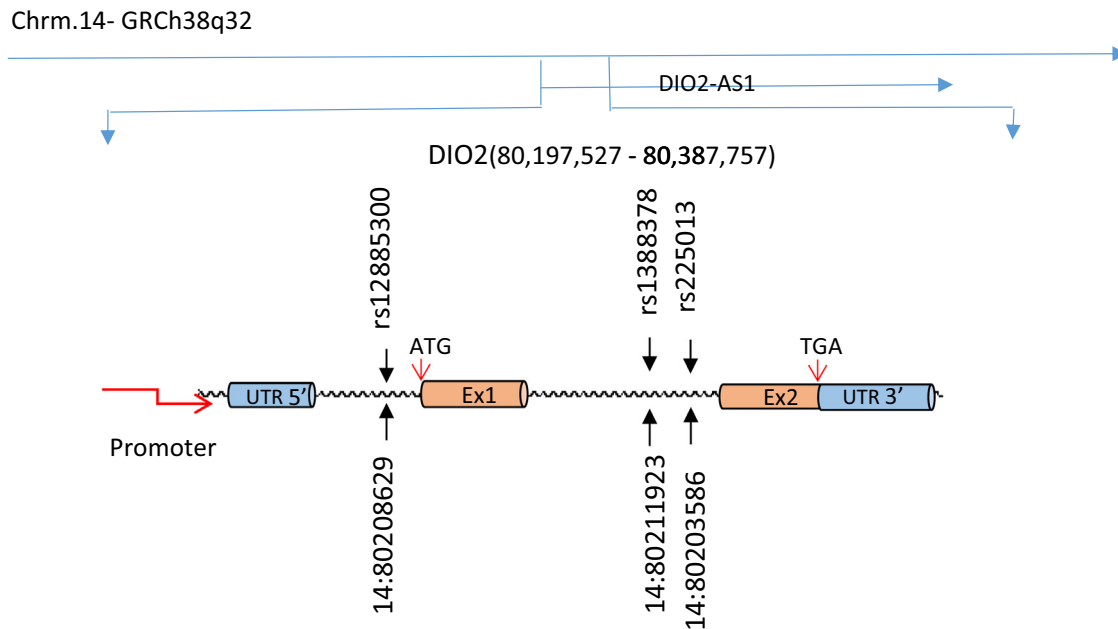 Chrm.14- GRCh38q32
DIO2-AS1
DIO2(80,197,527 - 80,387,757)
rs12885300
rs1388378
rs225013
ATG
TGA
UTR 5'
Ex1
Ex2
UTR 3'
Promoter
14:80208629
14:80211923
14:80203586